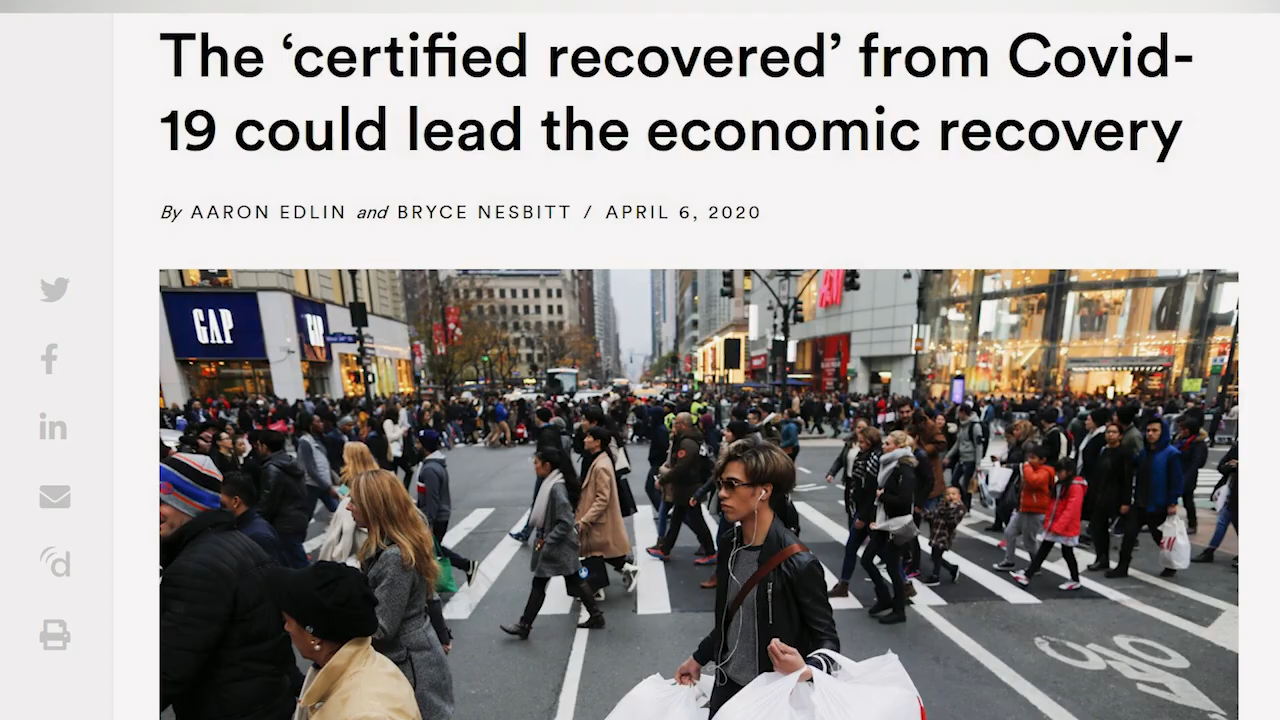 The ‘certified recovered’ from Covid-
19 could lead the economic recovery
By AARON EDLIN and BRYCE NESBITT / APRIL 6, 2020
GAP
GAP
H&M